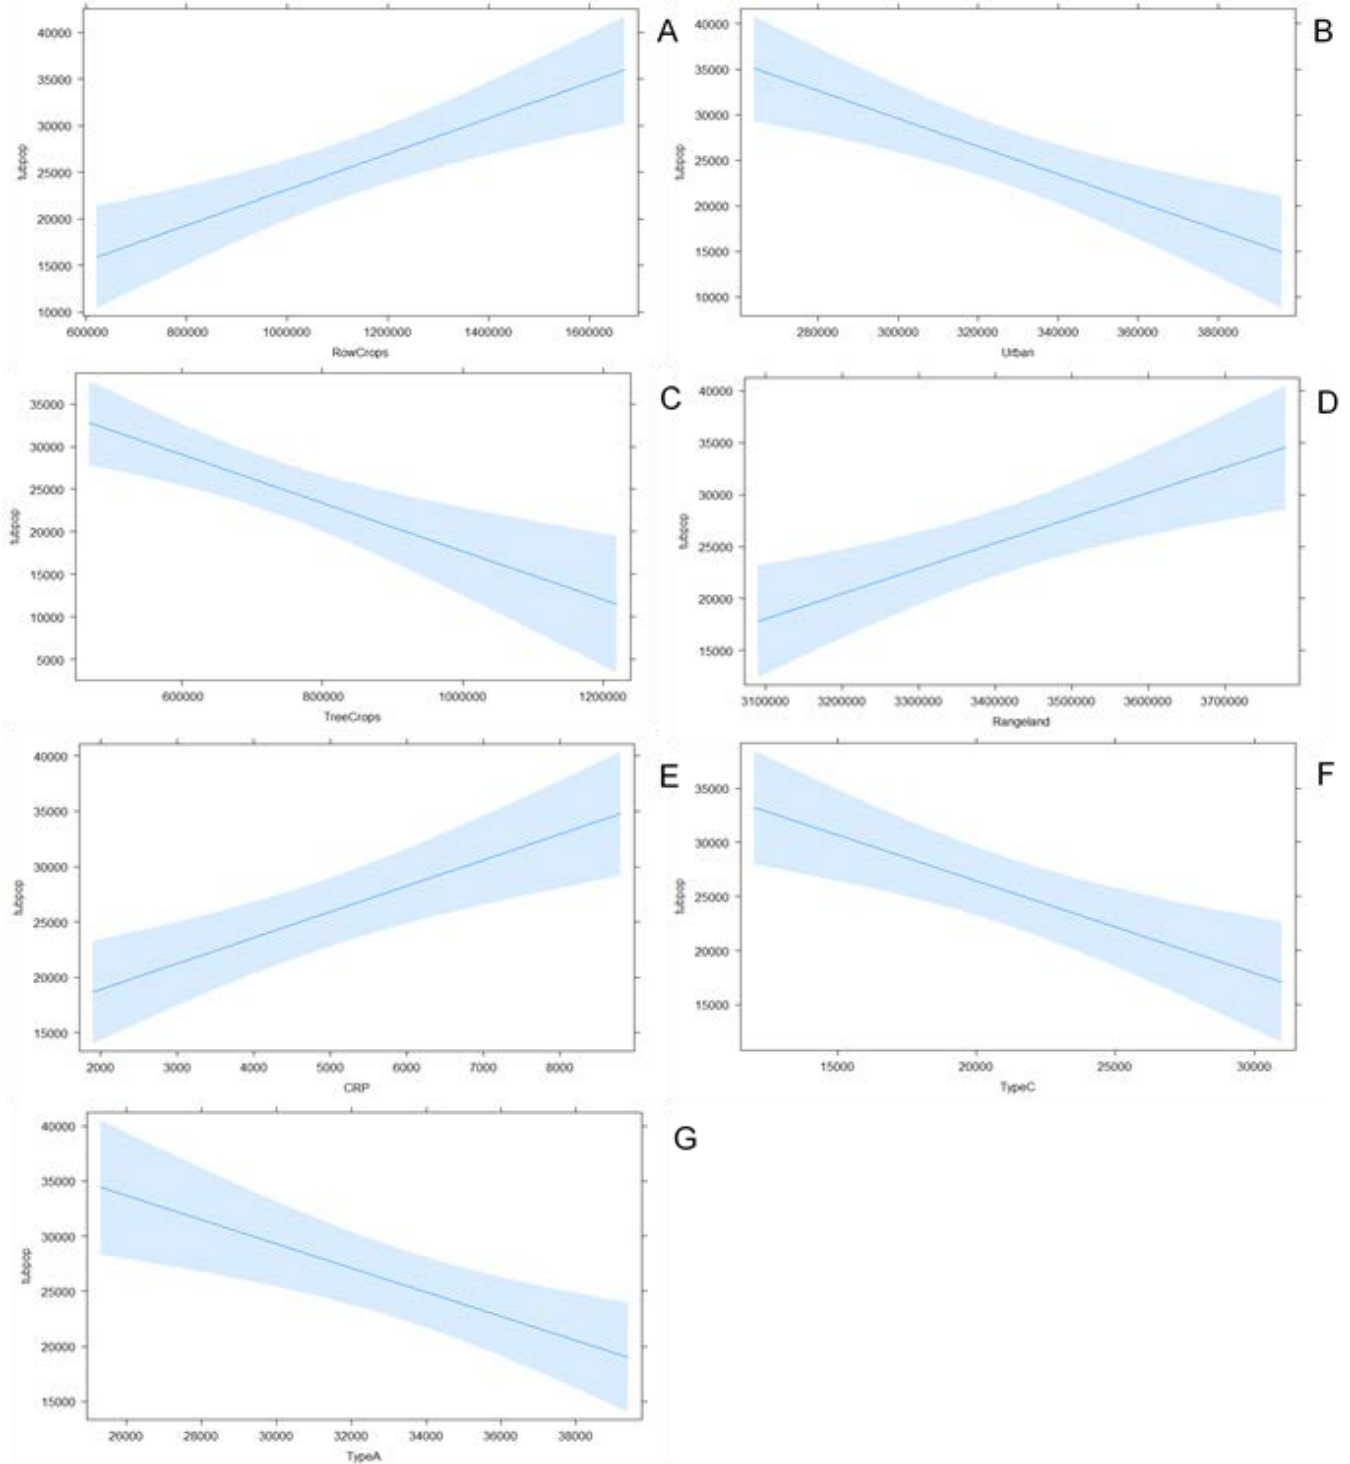 A
40000
35000
30000
25000
20000
15000
10000
tubpop
600000 800000 1000000 1200000 1400000 1600000
RowCrops
B
40000
35000
30000
25000
20000
15000
10000
tubpop
280000 300000 320000 340000 360000 380000
Urban
C
35000
30000
25000
20000
15000
10000
5000
tubpop
600000 800000 1000000 1200000
TreeCrops
D
40000
35000
30000
25000
20000
15000
tubpop
3100000 3200000 3300000 3400000 3500000 3600000 3700000
Rangeland
E
40000
35000
30000
25000
20000
15000
tubpop
2000 3000 4000 5000 6000 7000 8000
CRP
F
35000
30000
25000
20000
15000
tubpop
15000 20000 25000 30000
TypeC
G
40000
35000
30000
25000
20000
15000
tubpop
26000 28000 30000 32000 34000 36000 38000
TypeA